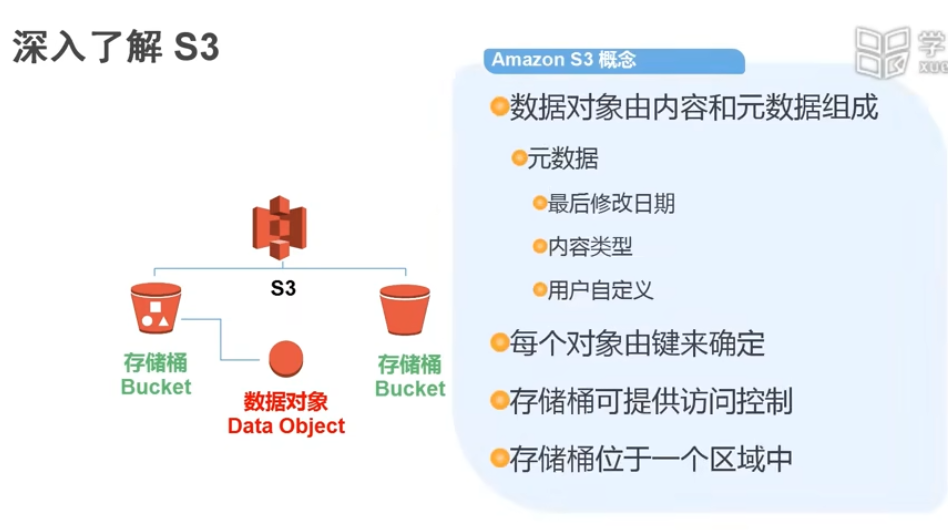 深入了解 S3
学
xue
Amazon S3 概念
数据对象由内容和元数据组成
元数据
最后修改日期
内容类型
用户自定义
每个对象由键来确定
存储桶可提供访问控制
存储桶位于一个区域中
S3
存储桶
Bucket
数据对象
Data Object
存储桶
Bucket